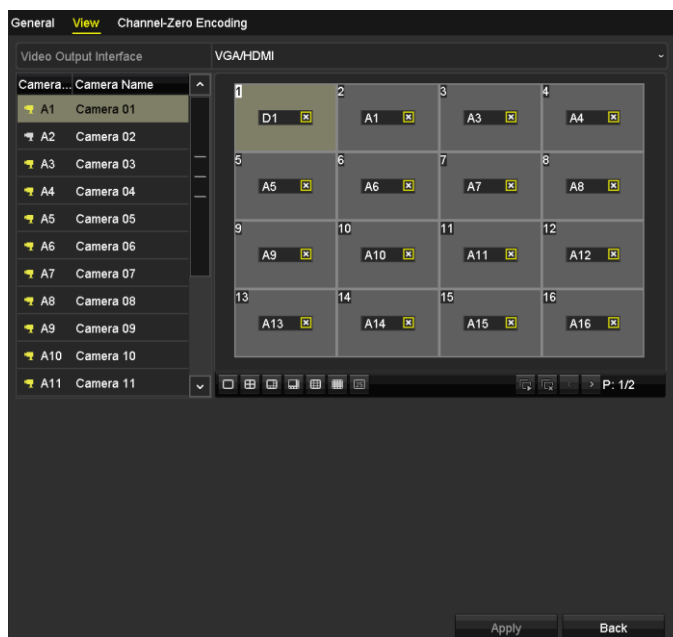 General View Channel-Zero Encoding
Video Output Interface VGA/HDMI
Camera... Camera Name
A1 Camera 01
A2 Camera 02
A3 Camera 03
A4 Camera 04
A5 Camera 05
A6 Camera 06
A7 Camera 07
A8 Camera 08
A9 Camera 09
A10 Camera 10
A11 Camera 11
1 2 3 4
D1 A1 A3 A4
5 6 7 8
A5 A6 A7 A8
9 10 11 12
A9 A10 A11 A12
13 14 15 16
A13 A14 A15 A16
P: 1/2
Apply Back